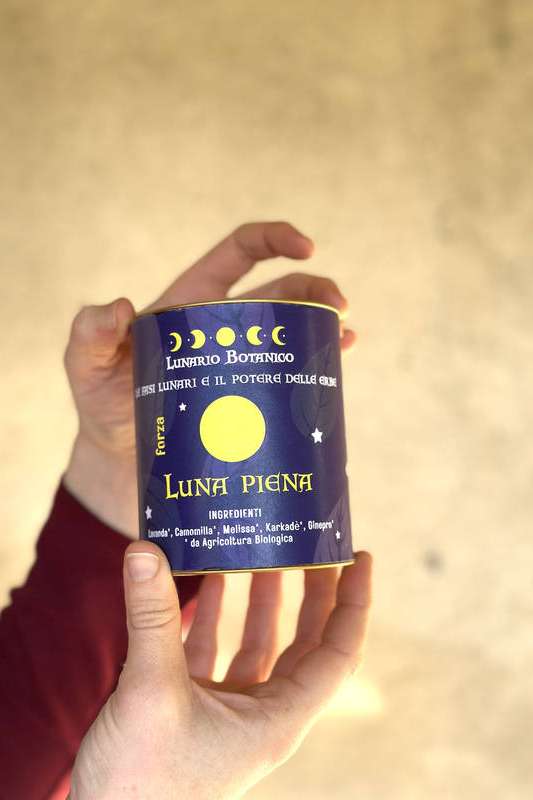 Lunario Botanico
fasi lunari e il potere delle erbe
forza
Luna piena
INGREDIENTI
Lavanda*, Camomilla*, Melissa*, Karkadè*, Ginepro*
* da Agricoltura Biologica